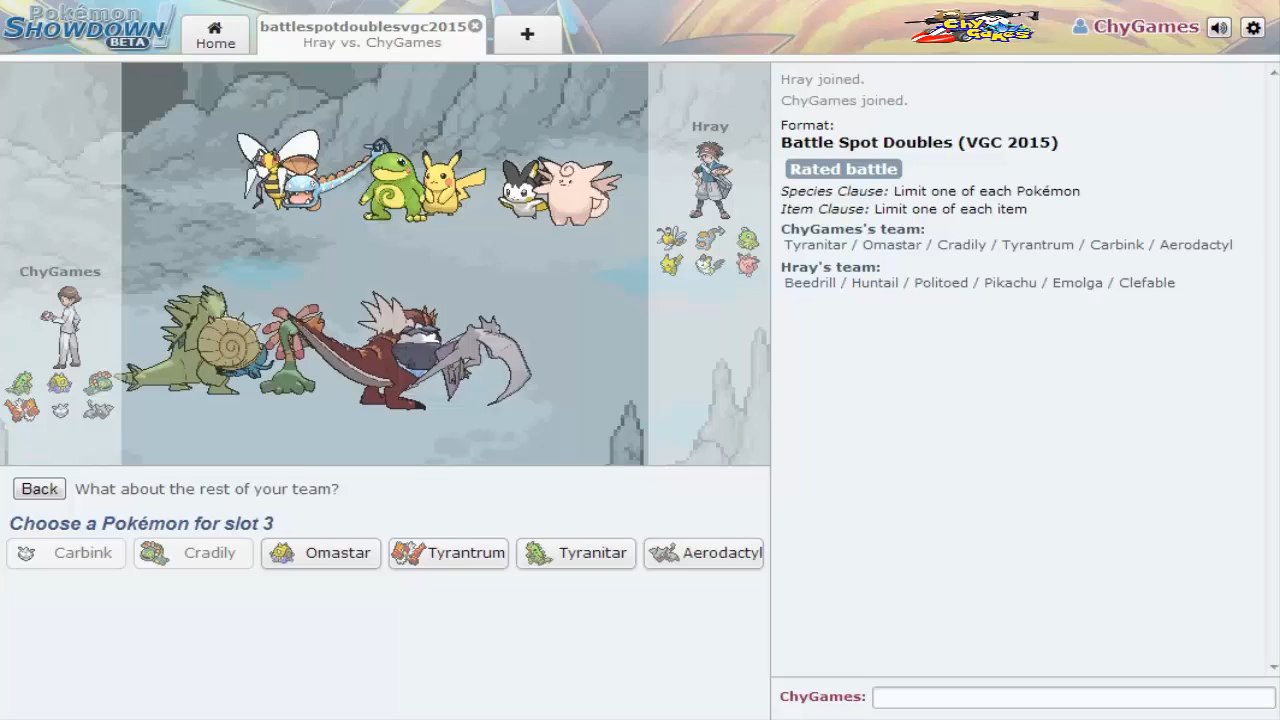 Pokémon
SHOWDOWN!
BETA
Home
battlespotdoublesvgc2015
Hray vs. ChyGames
+
Chy
Games
ChyGames
Hray
ChyGames
Hray joined.
ChyGames joined.
Format:
Battle Spot Doubles (VGC 2015)
Rated battle
Species Clause: Limit one of each Pokémon
Item Clause: Limit one of each item
ChyGames's team:
Tyranitar / Omastar / Cradily / Tyrantrum / Carbink / Aerodactyl
Hray's team:
Beedrill / Huntail / Politoed / Pikachu / Emolga / Clefable
Back What about the rest of your team?
Choose a Pokémon for slot 3
Carbink Cradily Omastar Tyrantrum Tyranitar Aerodactyl
ChyGames: